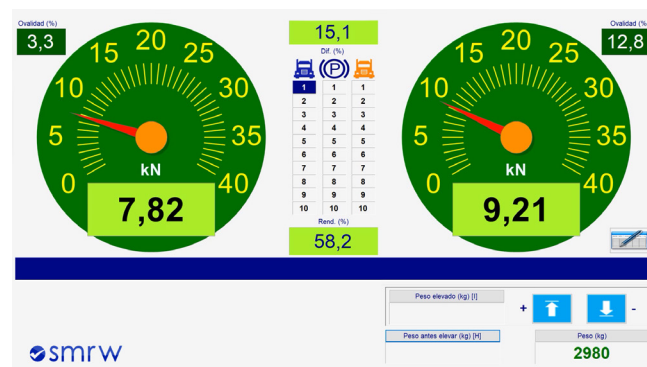 Ovalidad (%)
3,3
0
5
10
15
20
25
30
35
40
kN
7,82
15,1
Dif. (%)
P
1 1 1
2 2 2
3 3 3
4 4 4
5 5 5
6 6 6
7 7 7
8 8 8
9 9 9
10 10 10
Rend. (%)
58,2
Ovalidad (%
12,8
0
5
10
15
20
25
30
35
40
kN
9,21
Peso elevado (kg) [I]
+ -
Peso antes elevar (kg) [H]
Peso (kg)
2980
smrw